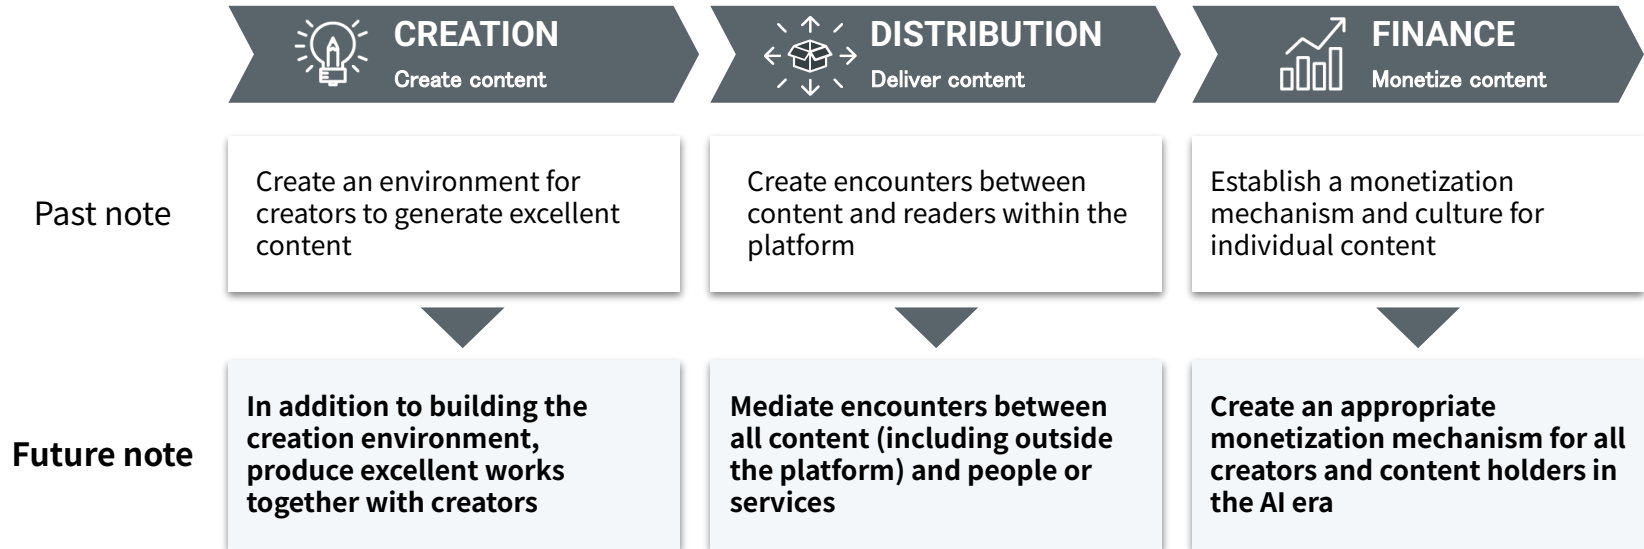 CREATION
Create content
DISTRIBUTION
Deliver content
FINANCE
Monetize content
Past note
Create an environment for
creators to generate excellent
content
Create encounters between
content and readers within the
platform
Establish a monetization
mechanism and culture for
individual content
Future note
In addition to building the
creation environment,
produce excellent works
together with creators
Mediate encounters between
all content (including outside
the platform) and people or
services
Create an appropriate
monetization mechanism for all
creators and content holders in
the AI era